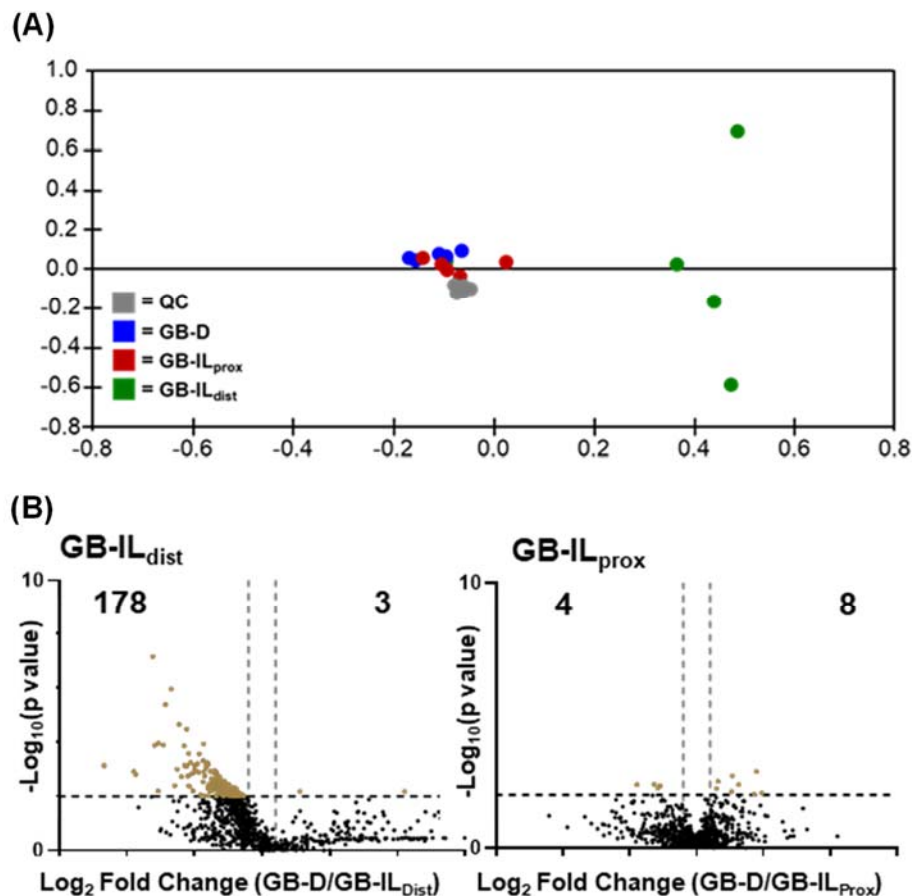 (A)
1.0
0.8
0.6
0.4
0.2
0.0
-0.2
-0.4
-0.6
-0.8
= QC
= GB-D
= GB-ILprox
= GB-ILdist
-0.8 -0.6 -0.4 -0.2 0.0 0.2 0.4 0.6 0.8
(B)
GB-ILdist
10
178 3
-Log10(p value)
0
Log2 Fold Change (GB-D/GB-ILDist)
GB-ILprox
10
4 8
-Log10(p value)
0
Log2 Fold Change (GB-D/GB-ILProx)